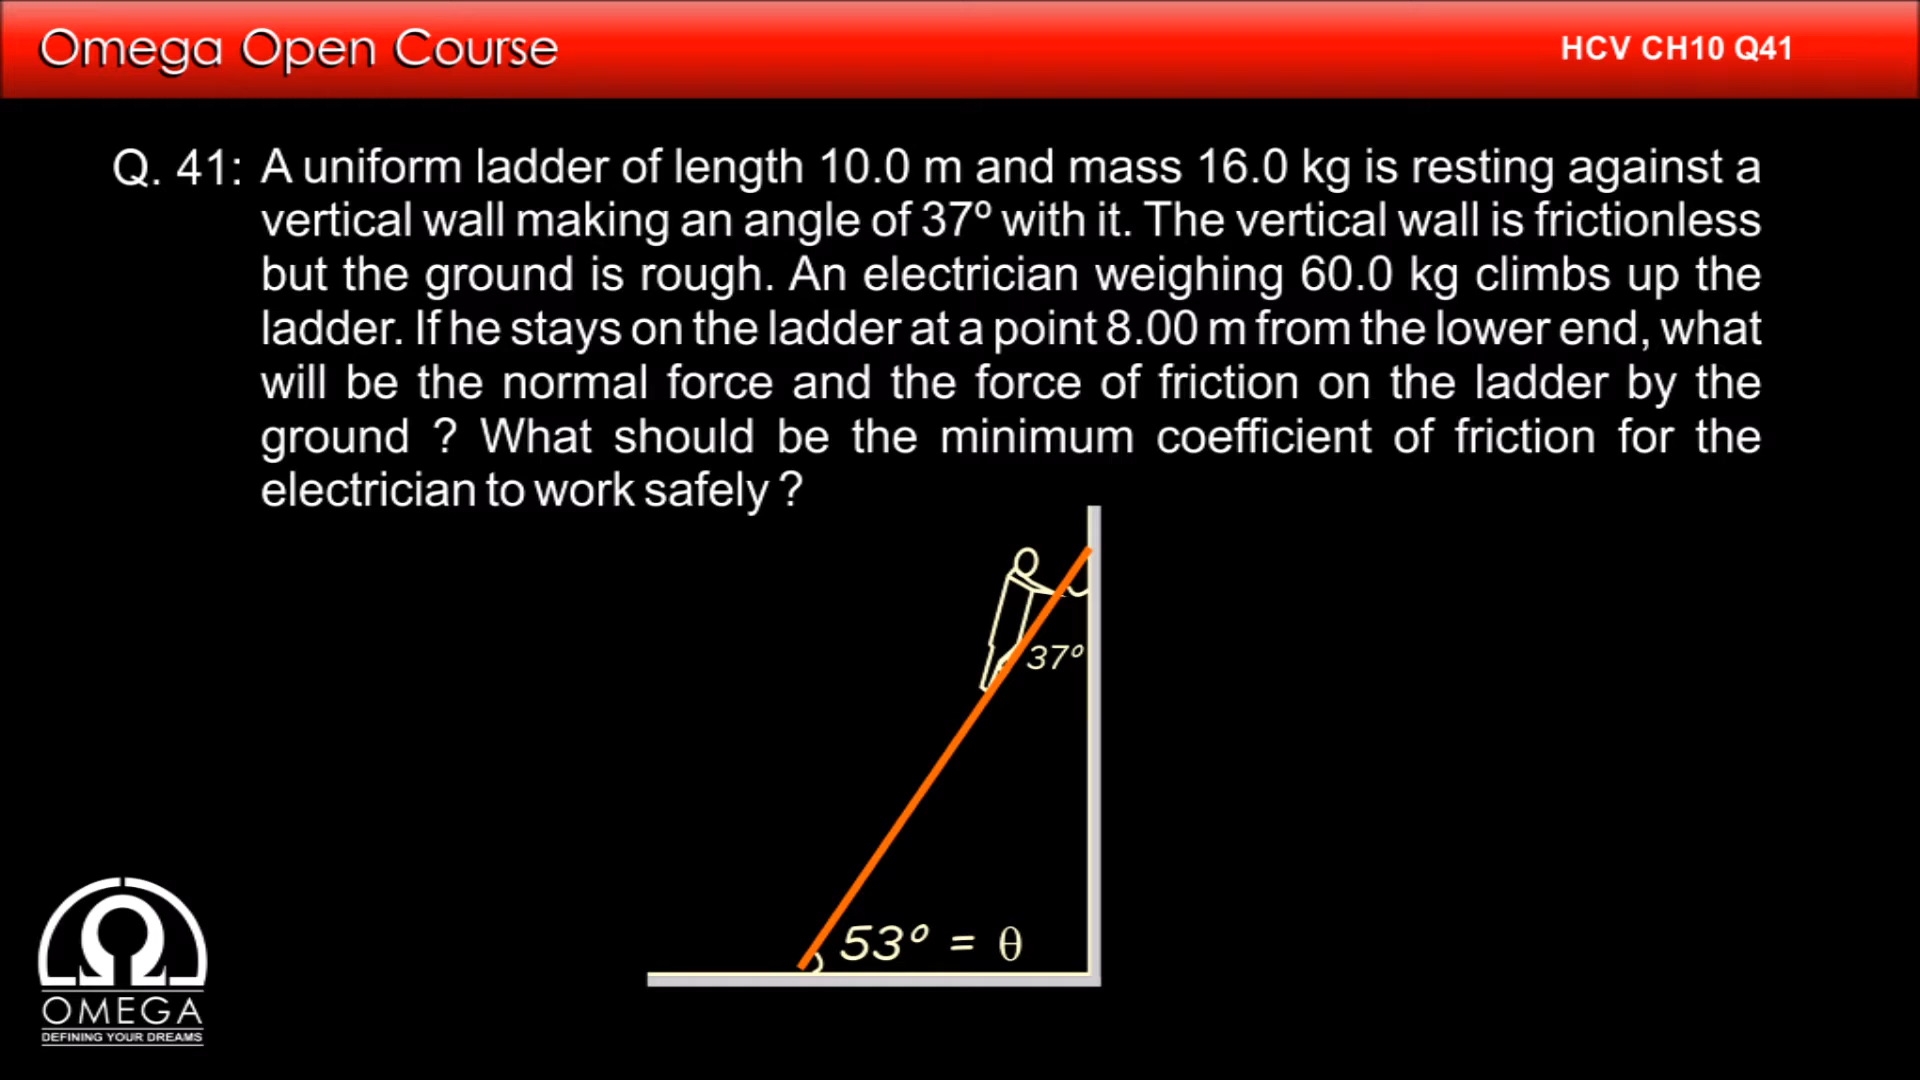 Omega Open Course
HCV CH10 Q41
Q. 41: A uniform ladder of length 10.0 m and mass 16.0 kg is resting against a
vertical wall making an angle of 37º with it. The vertical wall is frictionless
but the ground is rough. An electrician weighing 60.0 kg climbs up the
ladder. If he stays on the ladder at a point 8.00 m from the lower end, what
will be the normal force and the force of friction on the ladder by the
ground ? What should be the minimum coefficient of friction for the
electrician to work safely ?
37º
53º = θ
Ω
OMEGA
DEFINING YOUR DREAMS